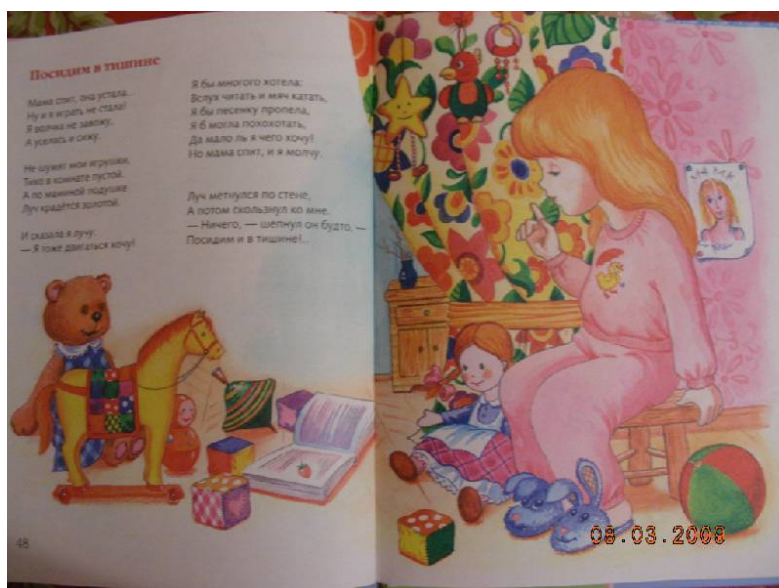 Посидим в тишине
Мама спит, она устала...
Ну и я играть не стала!
Я волчка не завожу,
А уселась и сижу.
Не шумят мои игрушки,
Тихо в комнате пустой.
А по маминой подушке
Луч крадётся золотой.
И сказала я лучу:
— Я тоже двигаться хочу!
Я бы многого хотела:
Вслух читать и мяч катать,
Я бы песенку пропела,
Я б могла похохотать,
Да мало ль я чего хочу!
Но мама спит, и я молчу.
Луч метнулся по стене,
А потом скользнул ко мне.
— Ничего, — шепнул он будто, —
Посидим и в тишине!..
48
08.03.2008